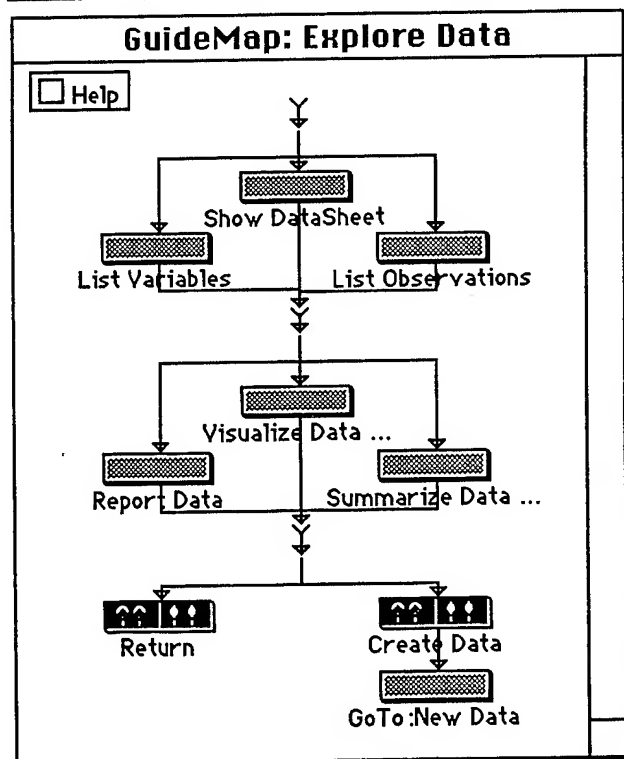 GuideMap: Explore Data
Help
Show DataSheet
List Variables
List Observations
Visualize Data ...
Report Data
Summarize Data ...
Return
Create Data
GoTo:New Data